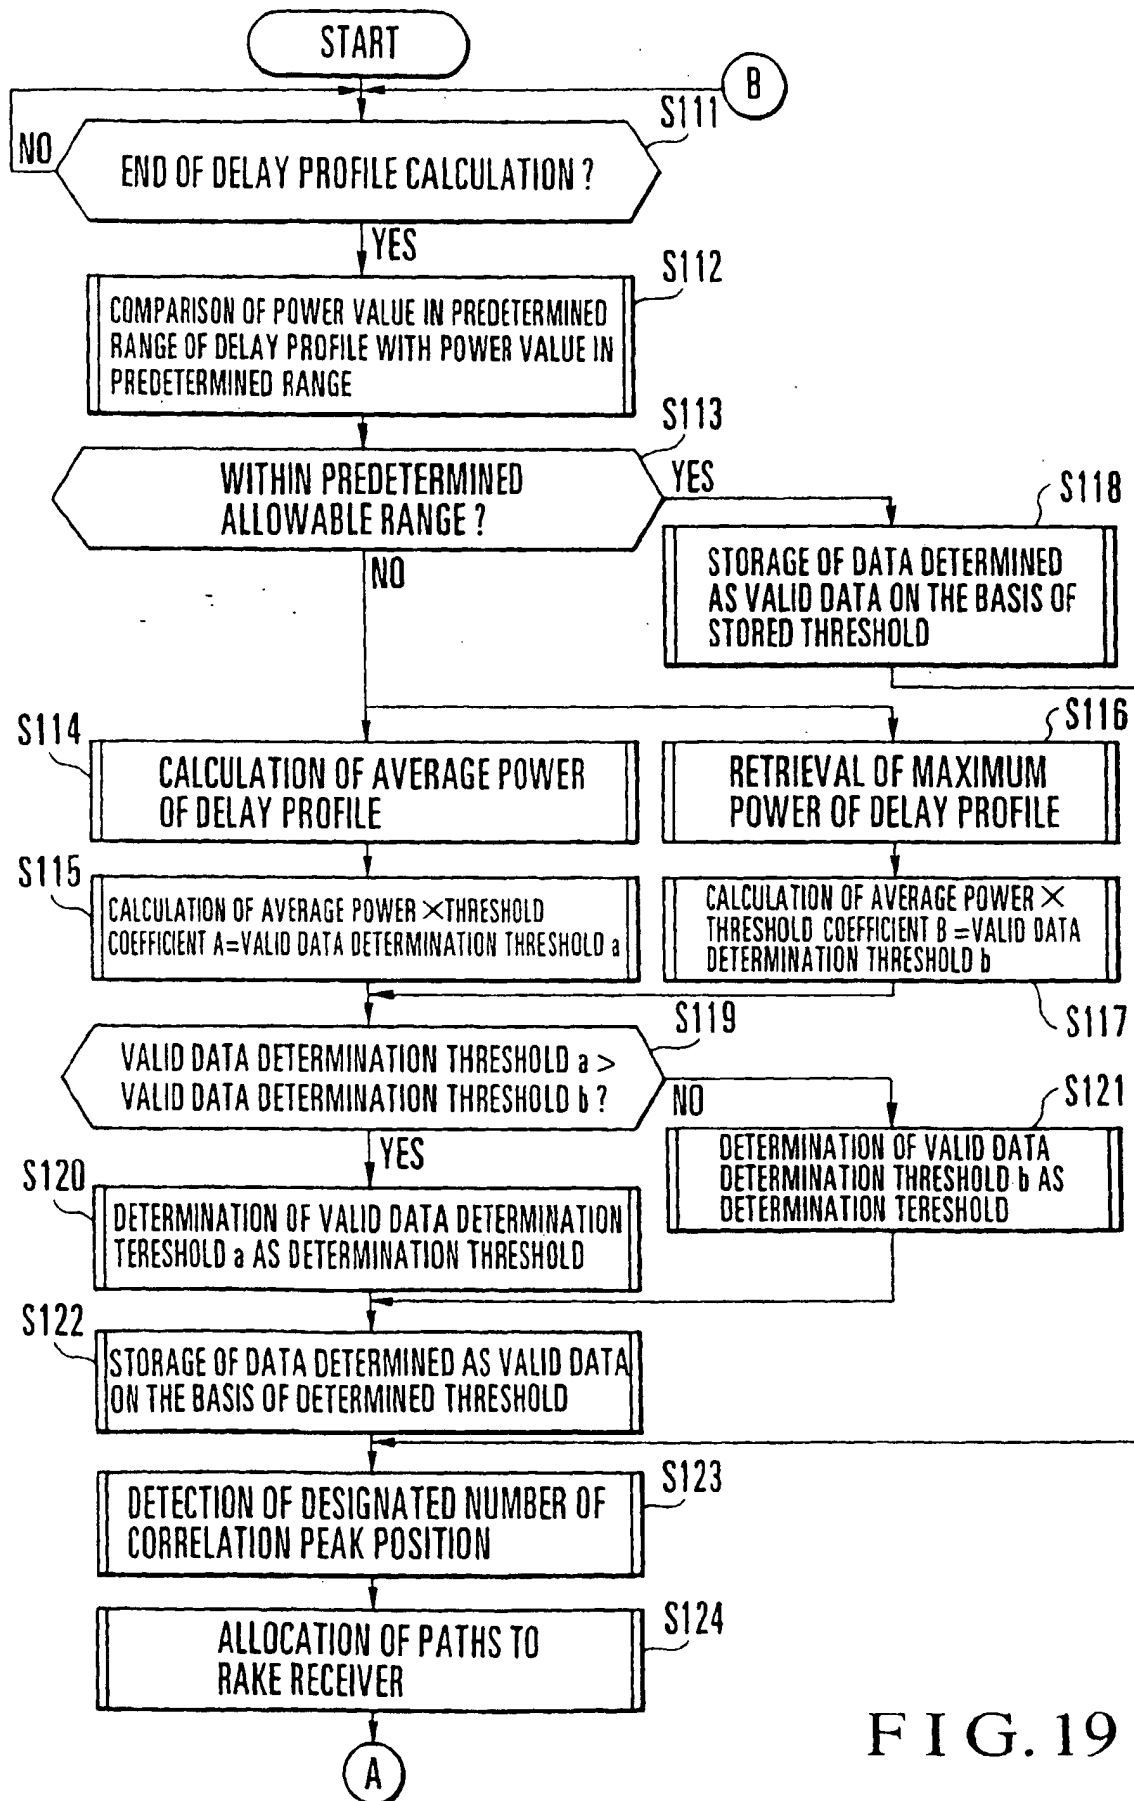 START
B
S111
NO
END OF DELAY PROFILE CALCULATION ?
YES
S112
COMPARISON OF POWER VALUE IN PREDETERMINED
RANGE OF DELAY PROFILE WITH POWER VALUE IN
PREDETERMINED RANGE
S113
WITHIN PREDETERMINED
ALLOWABLE RANGE ?
YES
NO
S118
STORAGE OF DATA DETERMINED
AS VALID DATA ON THE BASIS OF
STORED THRESHOLD
S114
CALCULATION OF AVERAGE POWER
OF DELAY PROFILE
S116
RETRIEVAL OF MAXIMUM
POWER OF DELAY PROFILE
S115
CALCULATION OF AVERAGE POWER ×THRESHOLD
COEFFICIENT A=VALID DATA DETERMINATION THRESHOLD a
CALCULATION OF AVERAGE POWER ×
THRESHOLD COEFFICIENT B =VALID DATA
DETERMINATION THRESHOLD b
S117
S119
VALID DATA DETERMINATION THRESHOLD a >
VALID DATA DETERMINATION THRESHOLD b ?
NO
YES
S121
DETERMINATION OF VALID DATA
DETERMINATION THRESHOLD b AS
DETERMINATION TERESHOLD
S120
DETERMINATION OF VALID DATA DETERMINATION
TERESHOLD a AS DETERMINATION THRESHOLD
S122
STORAGE OF DATA DETERMINED AS VALID DATA
ON THE BASIS OF DETERMINED THRESHOLD
S123
DETECTION OF DESIGNATED NUMBER OF
CORRELATION PEAK POSITION
S124
ALLOCATION OF PATHS TO
RAKE RECEIVER
A
FIG. 19